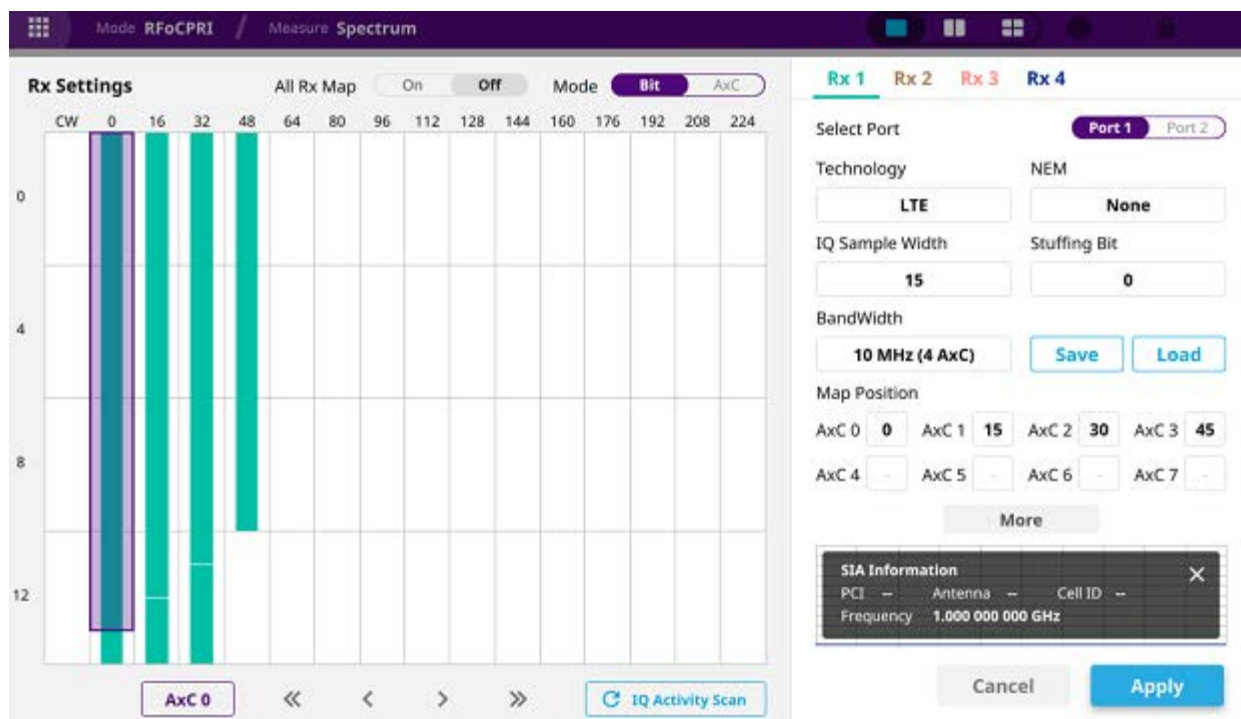 Mode RFoCPRI / Measure Spectrum
Rx Settings All Rx Map On Off Mode Bit AxC
CW 0 16 32 48 64 80 96 112 128 144 160 176 192 208 224
0
4
8
12
AxC 0 << < > >> IQ Activity Scan
Rx 1 Rx 2 Rx 3 Rx 4
Select Port Port 1 Port 2
Technology NEM
LTE None
IQ Sample Width Stuffing Bit
15 0
BandWidth
10 MHz (4 AxC) Save Load
Map Position
AxC 0 0 AxC 1 15 AxC 2 30 AxC 3 45
AxC 4 - AxC 5 - AxC 6 - AxC 7 -
More
SIA Information
PCI -- Antenna -- Cell ID --
Frequency 1.000 000 000 GHz
Cancel Apply